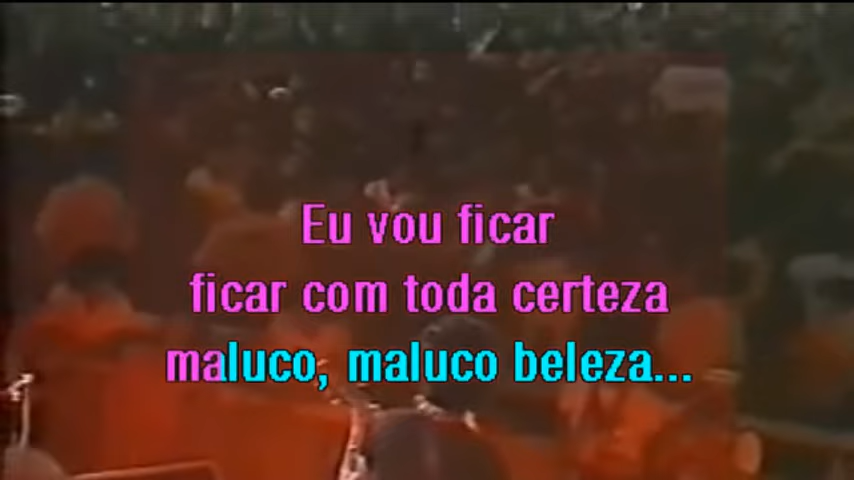 Eu vou ficar
ficar com toda certeza
maluco, maluco beleza...